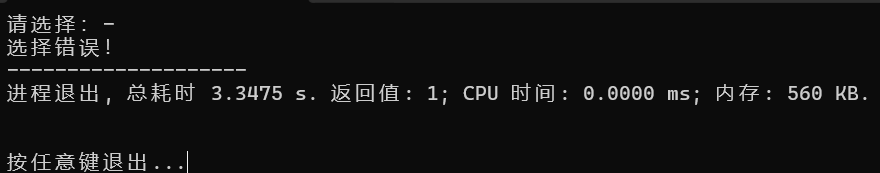 请选择: -
选择错误!
--------------------
进程退出, 总耗时 3.3475 s. 返回值: 1; CPU 时间: 0.0000 ms; 内存: 560 KB.
按任意键退出...